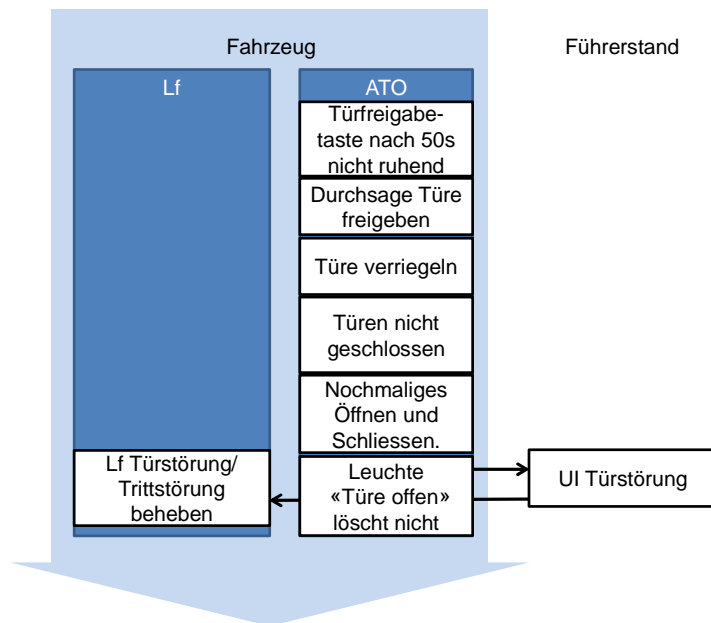 Fahrzeug
Führerstand
Lf
ATO
Türfreigabe-
taste nach 50s
nicht ruhend
Durchsage Türe
freigeben
Türe verriegeln
Türen nicht
geschlossen
Nochmaliges
Öffnen und
Schliessen.
Lf Türstörung/
Trittstörung
beheben
Leuchte
«Türe offen»
löscht nicht
UI Türstörung